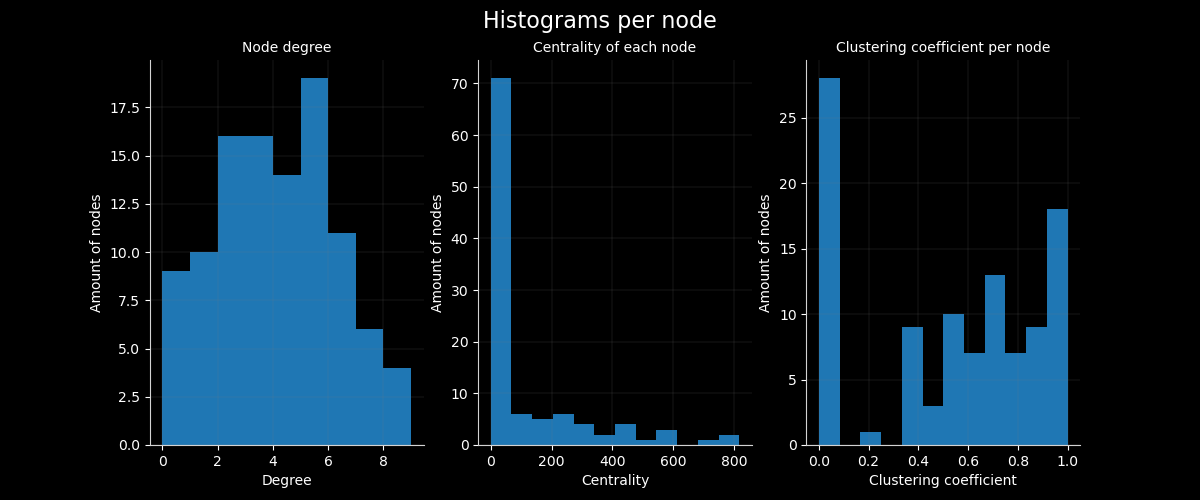 Histograms per node
Node degree
Centrality of each node
Clustering coefficient per node
Amount of nodes
17.5
15.0
12.5
10.0
7.5
5.0
2.5
0.0
0 2 4 6 8
Degree
Amount of nodes
70
60
50
40
30
20
10
0
0 200 400 600 800
Centrality
Amount of nodes
25
20
15
10
5
0
0.0 0.2 0.4 0.6 0.8 1.0
Clustering coefficient